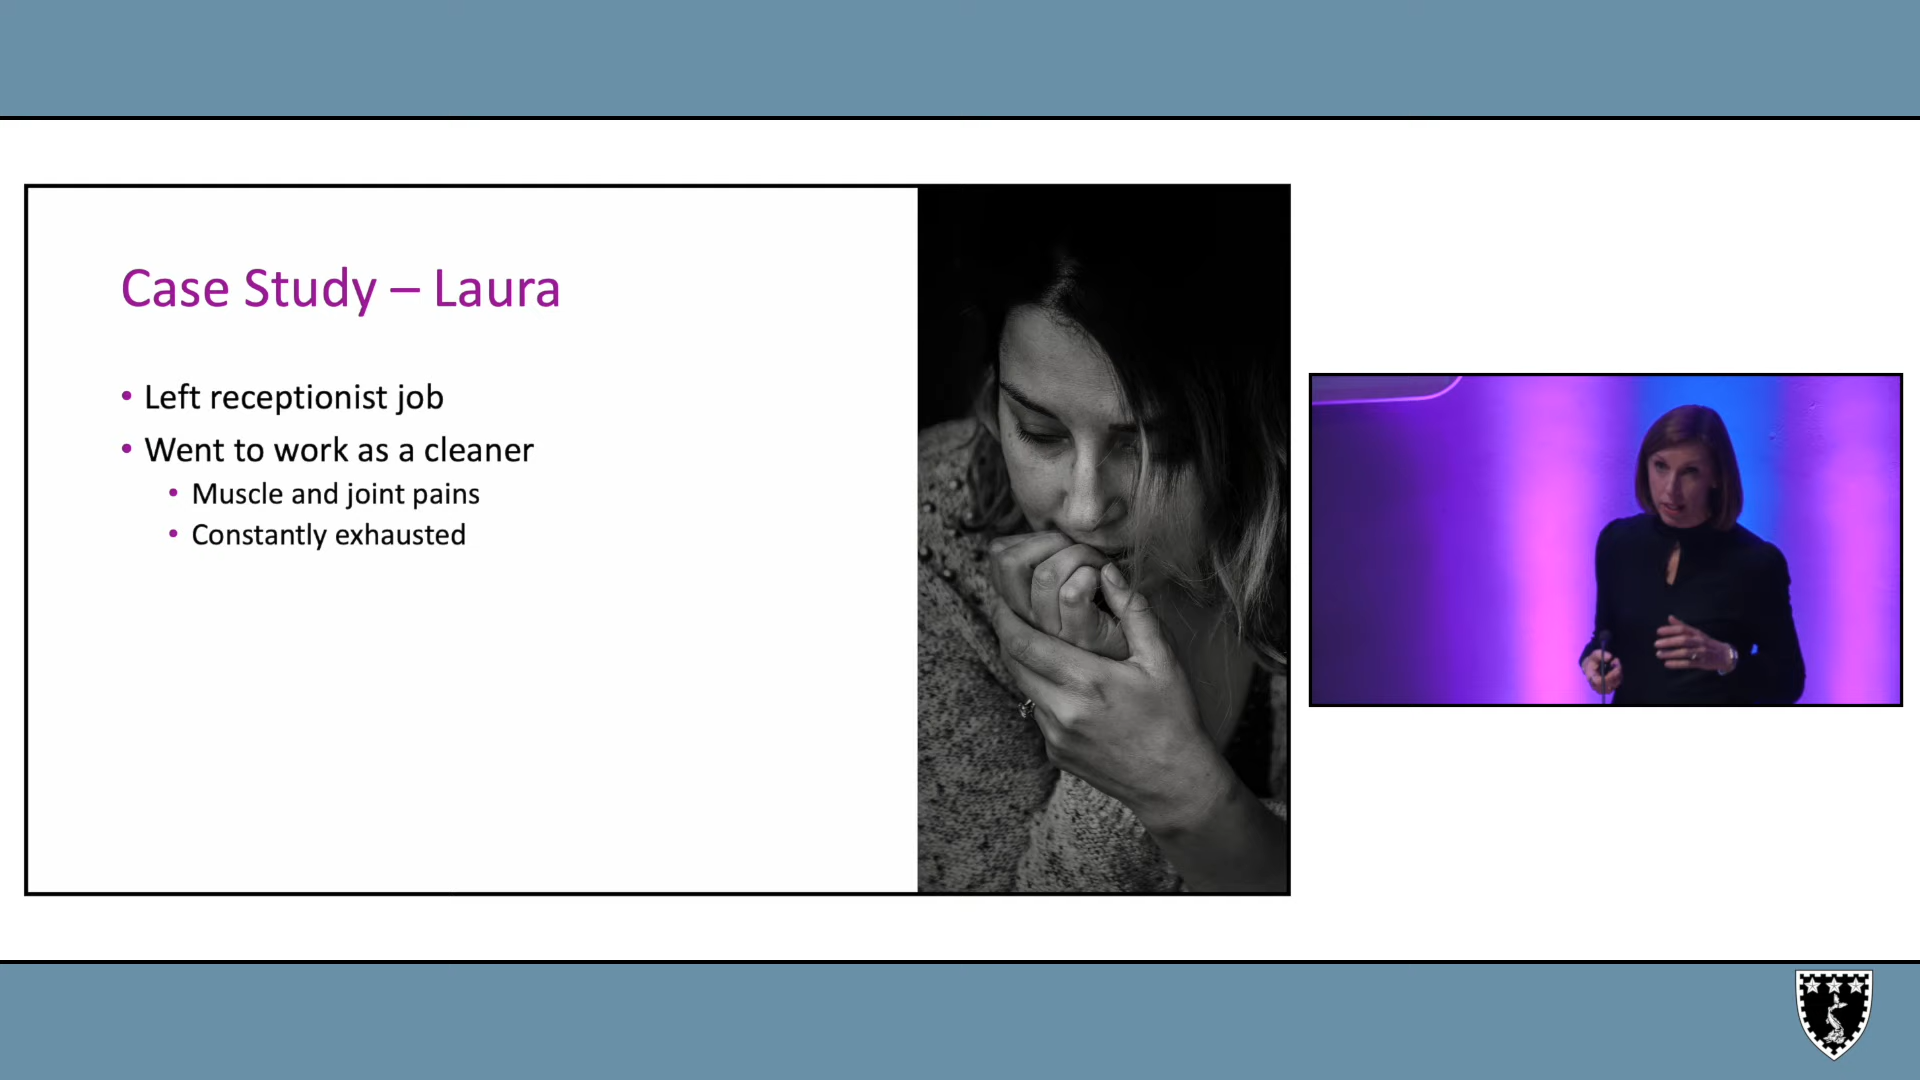 Case Study – Laura
• Left receptionist job
• Went to work as a cleaner
• Muscle and joint pains
• Constantly exhausted